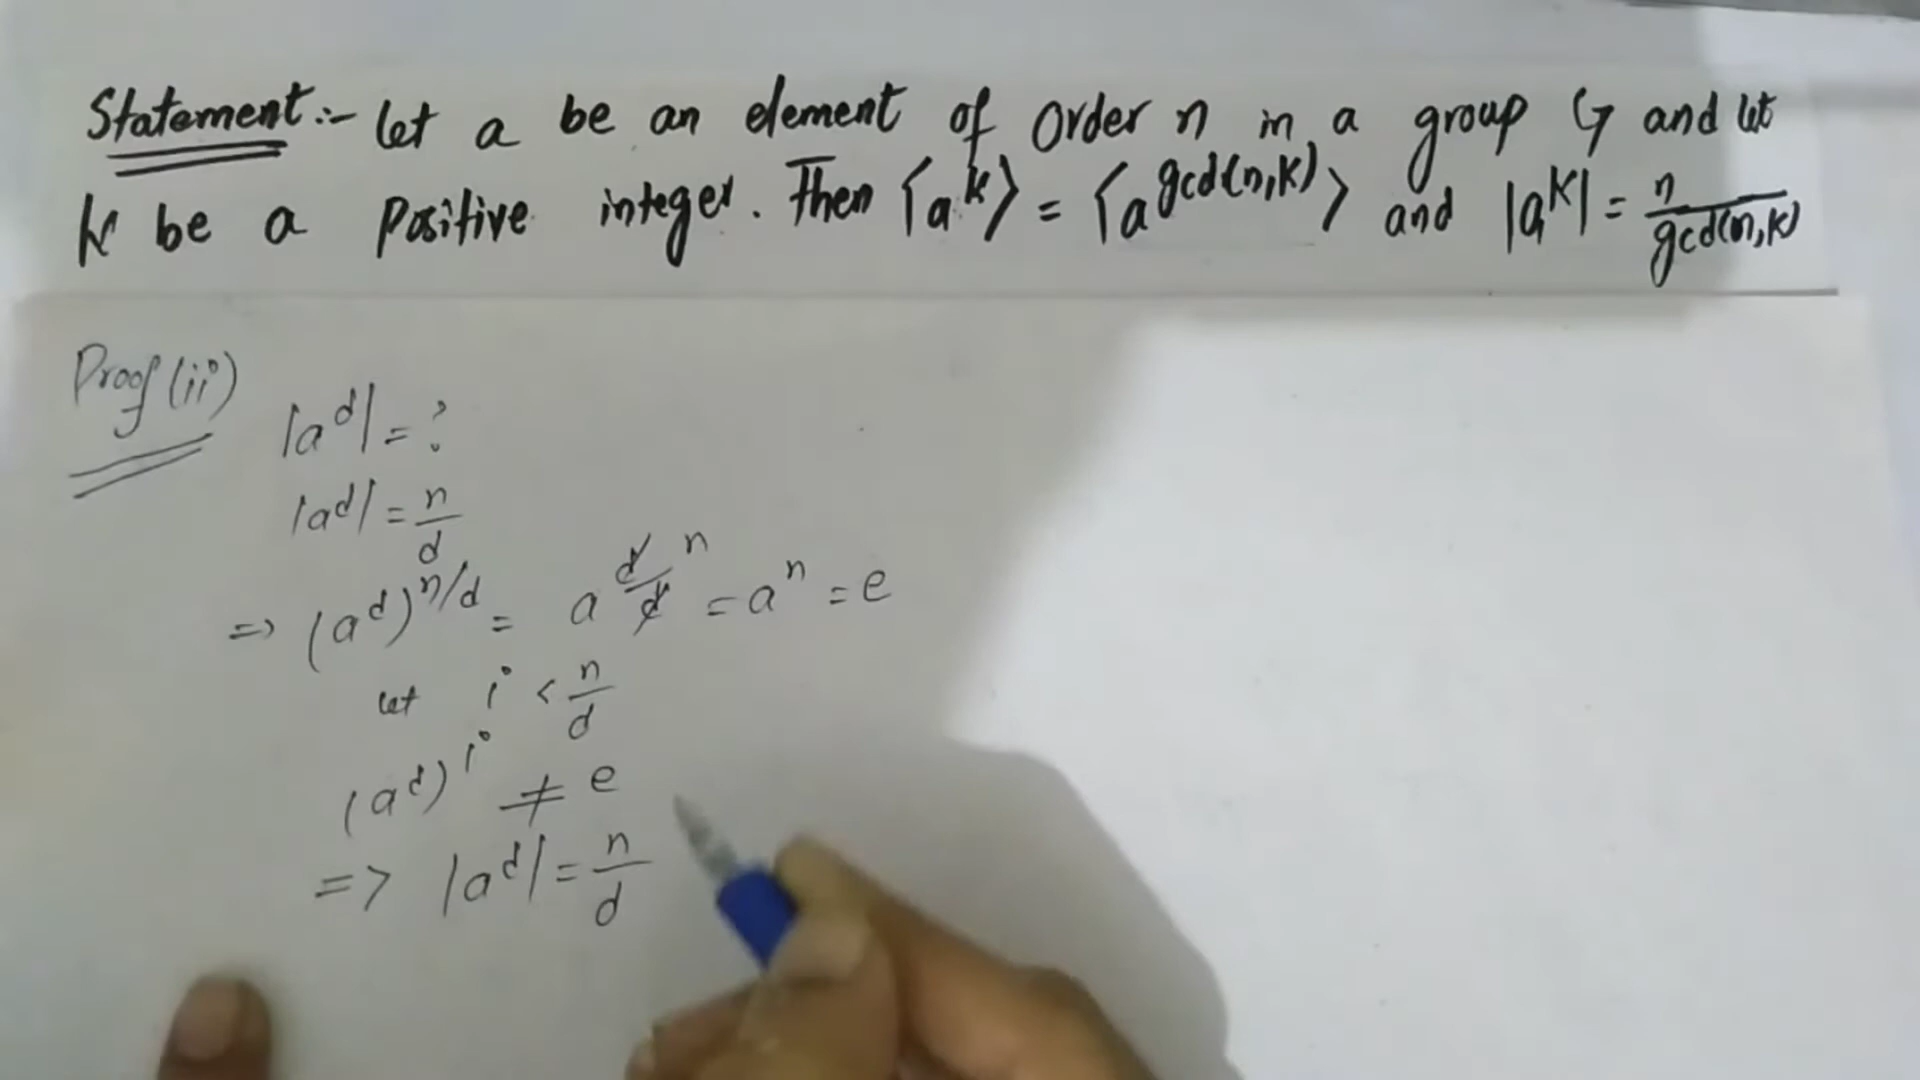 Statement:- Let a be an element of order n in a group G and let
k be a positive integer. Then ⟨a^k⟩ = ⟨a^gcd(n,k)⟩ and |a^k| = n/gcd(n,k)
Proof (ii)
|a^d| = ?
|a^d| = n/d
=> (a^d)^n/d = a^(d/d)n = a^n = e
let i < n/d
(a^d)^i ≠ e
=> |a^d| = n/d